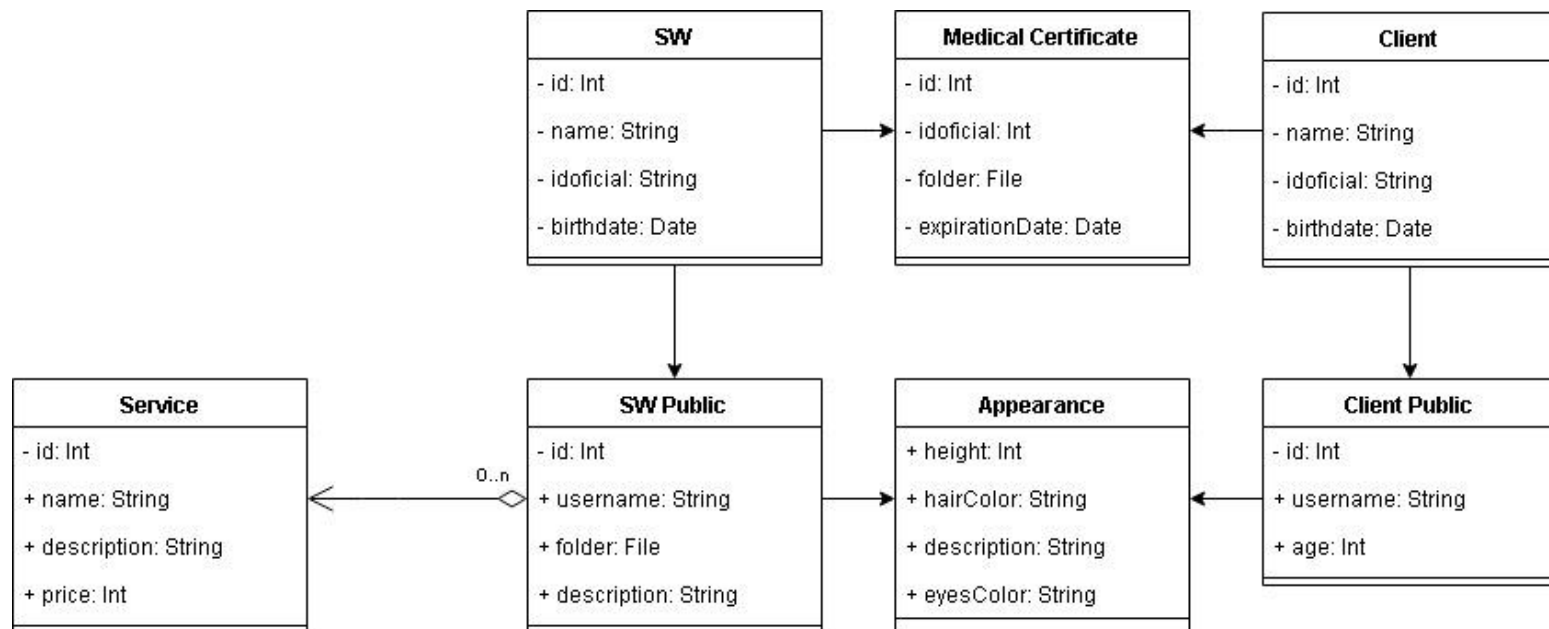 SW
- id: Int
- name: String
- idoficial: String
- birthdate: Date
Medical Certificate
- id: Int
- idoficial: Int
- folder: File
- expirationDate: Date
Client
- id: Int
- name: String
- idoficial: String
- birthdate: Date
Service
- id: Int
+ name: String
+ description: String
+ price: Int
0..n
SW Public
- id: Int
+ username: String
+ folder: File
+ description: String
Appearance
+ height: Int
+ hairColor: String
+ description: String
+ eyesColor: String
Client Public
- id: Int
+ username: String
+ age: Int